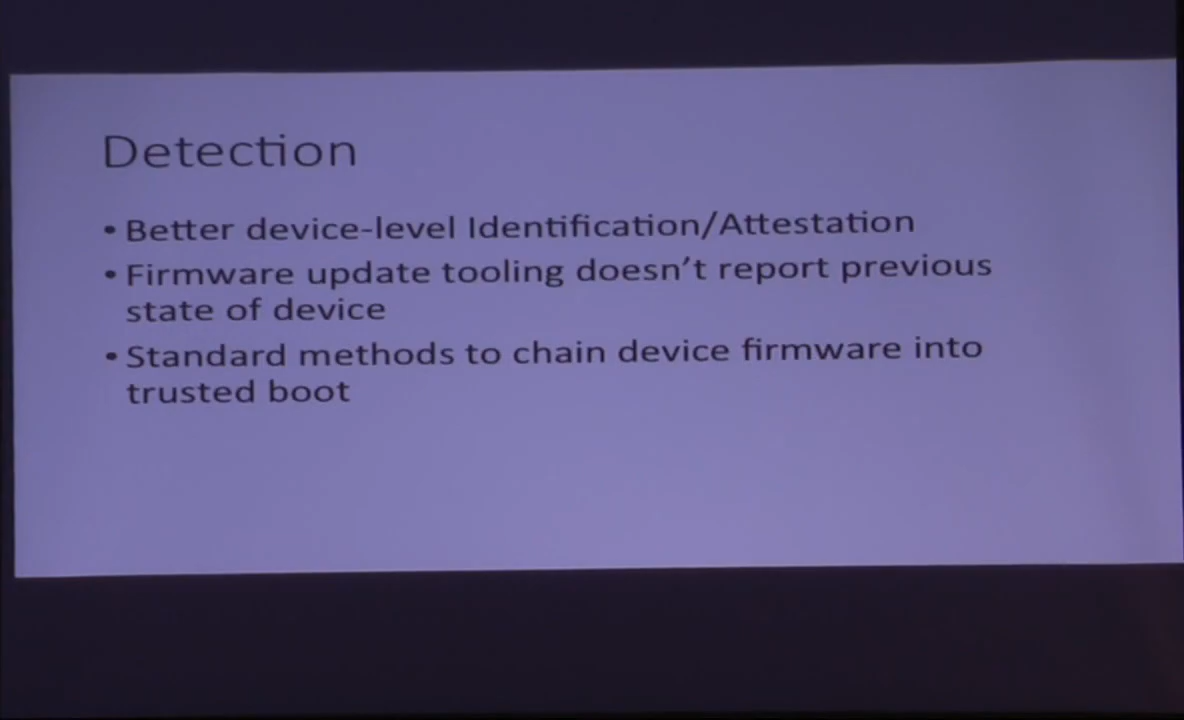 Detection
• Better device-level Identification/Attestation
• Firmware update tooling doesn't report previous
state of device
• Standard methods to chain device firmware into
trusted boot